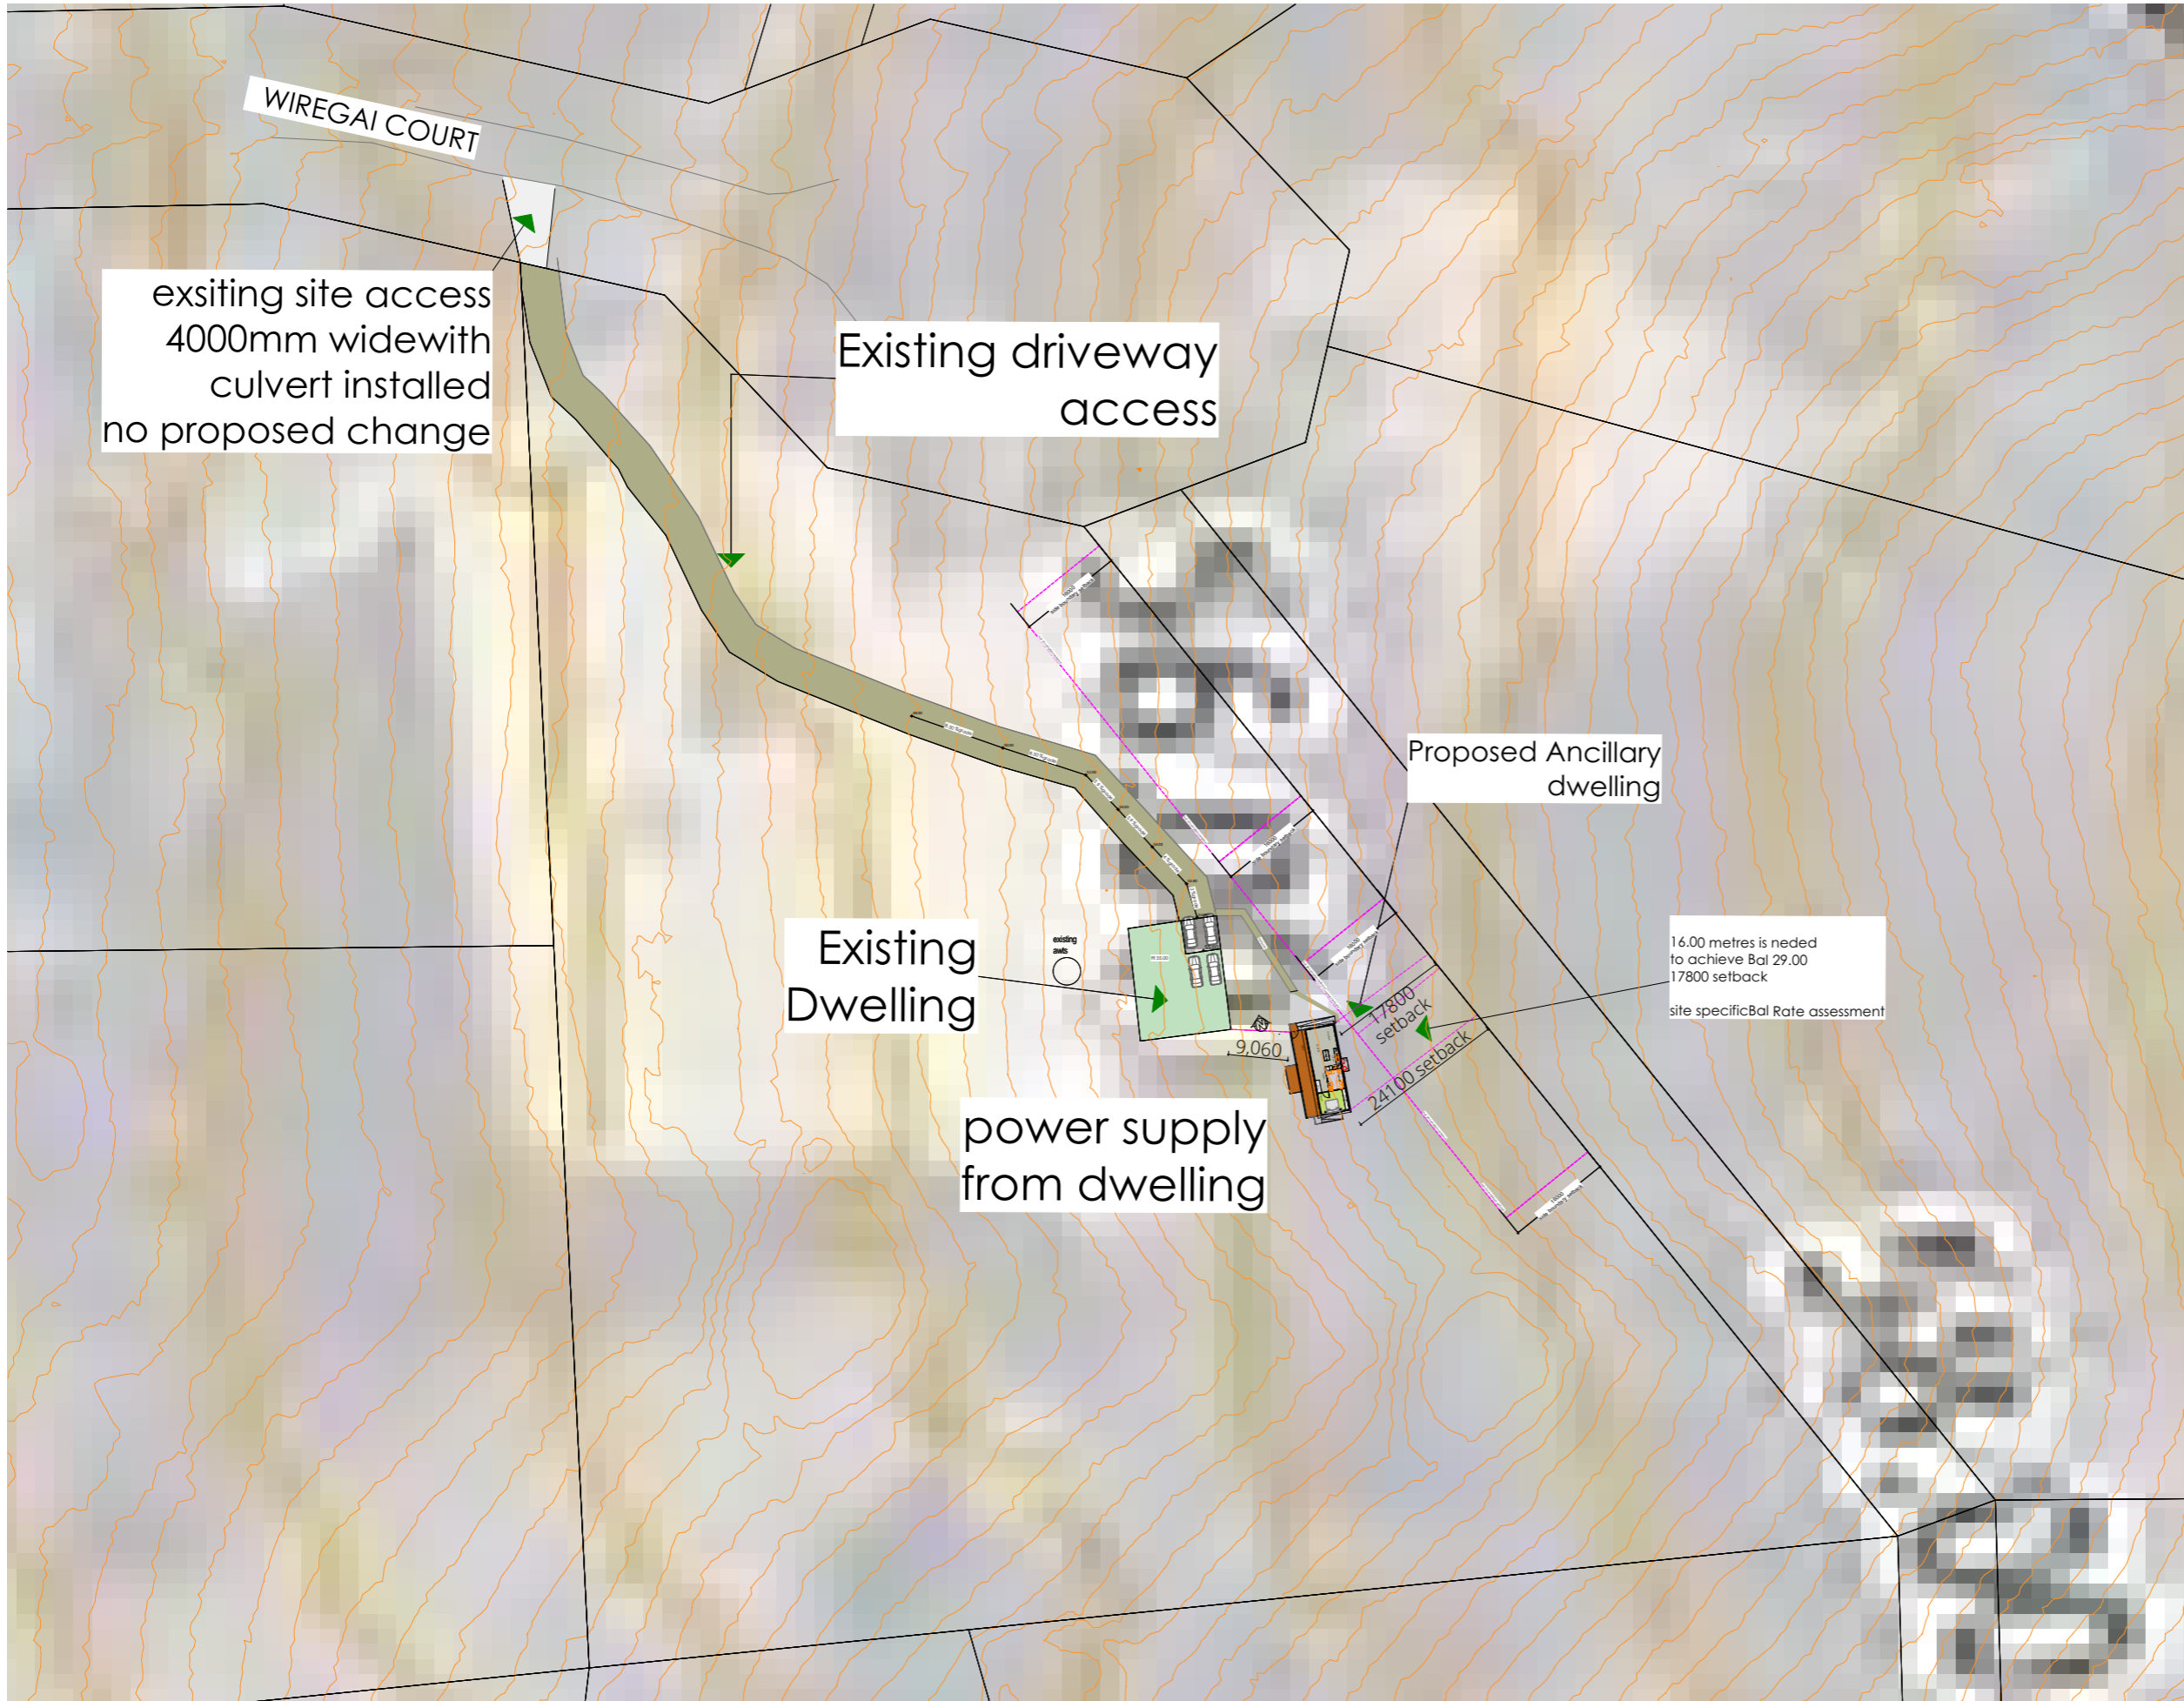 WIREGAI COURT
exsiting site access
4000mm widewith
culvert installed
no proposed change
Existing driveway
access
Proposed Ancillary
dwelling
16.00 metres is neded
to achieve Bal 29.00
17800 setback
site specificBal Rate assessment
existing
awts
Existing
Dwelling
17800
setback
9,060
24100 setback
power supply
from dwelling